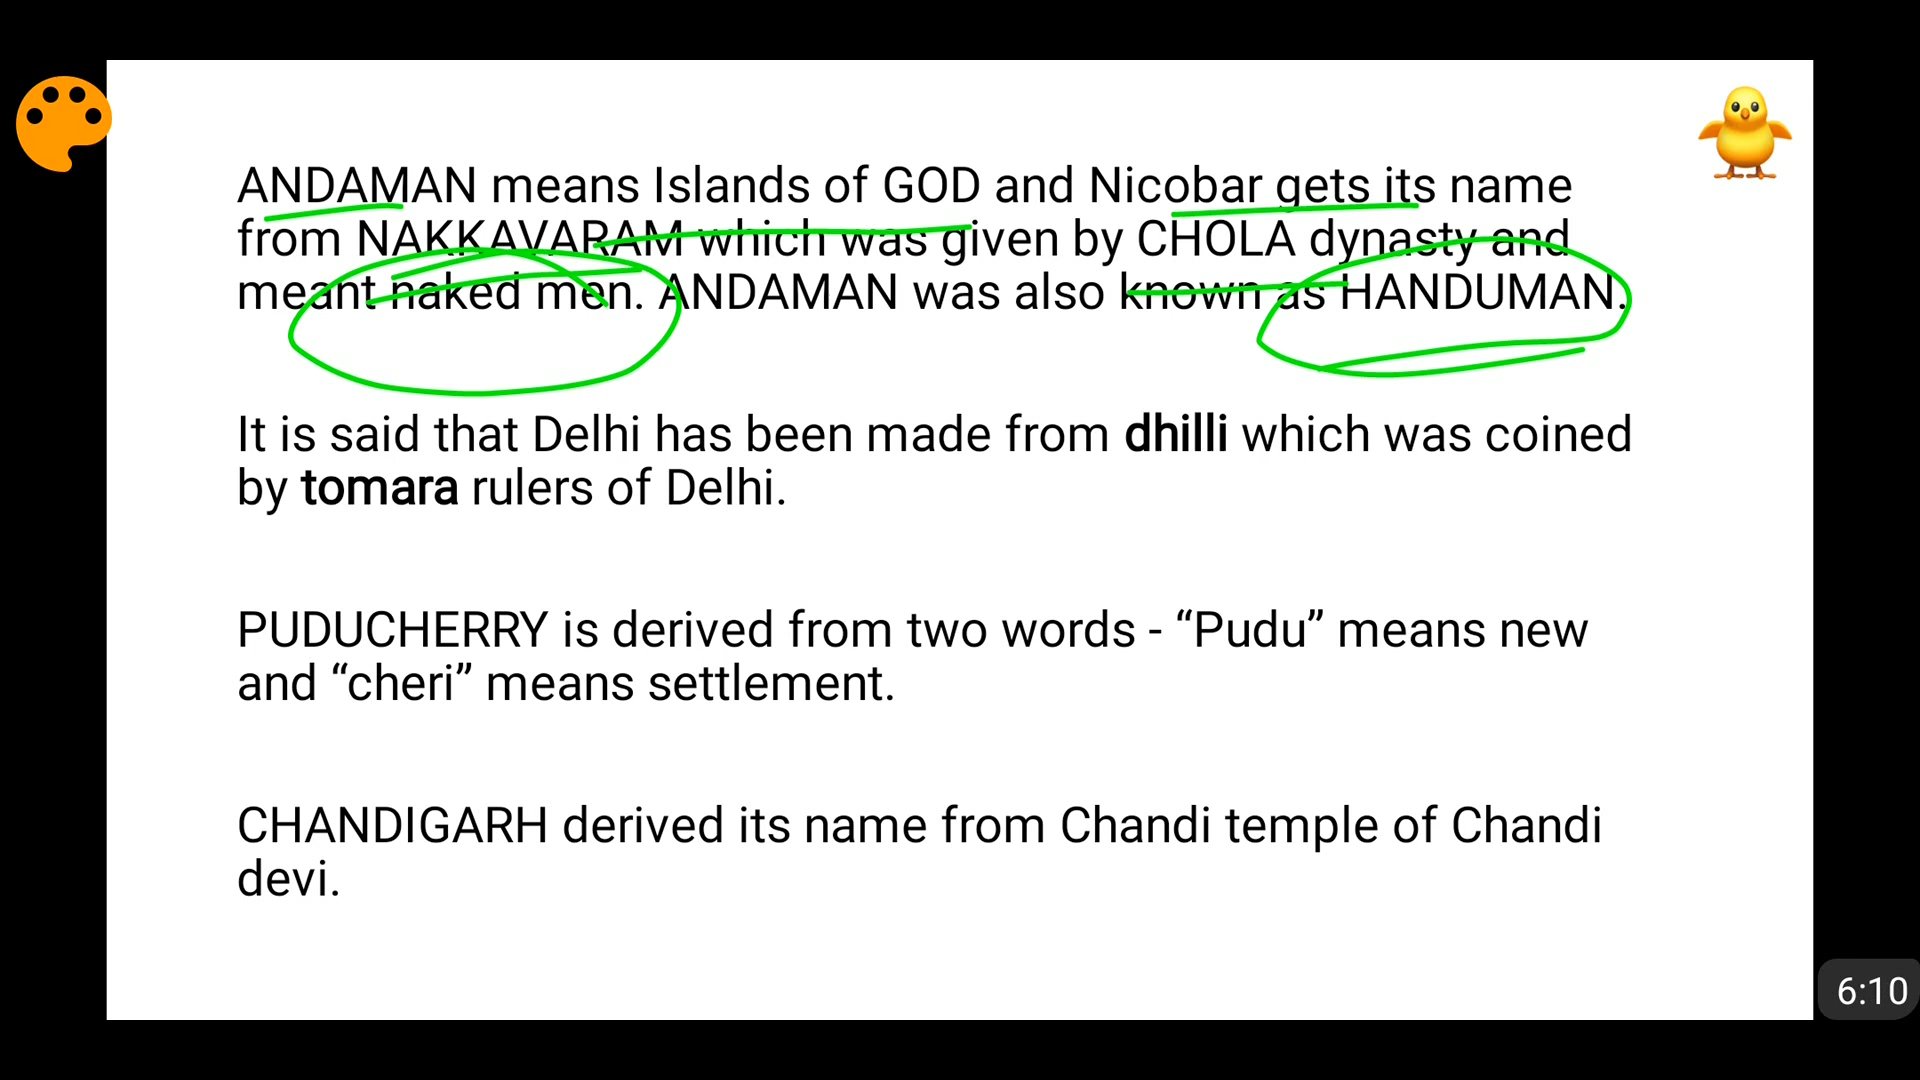 ANDAMAN means Islands of GOD and Nicobar gets its name
from NAKKAVARAM which was given by CHOLA dynasty and
meant naked men. ANDAMAN was also known as HANDUMAN.
It is said that Delhi has been made from dhilli which was coined
by tomara rulers of Delhi.
PUDUCHERRY is derived from two words - “Pudu” means new
and “cheri” means settlement.
CHANDIGARH derived its name from Chandi temple of Chandi
devi.
6:10